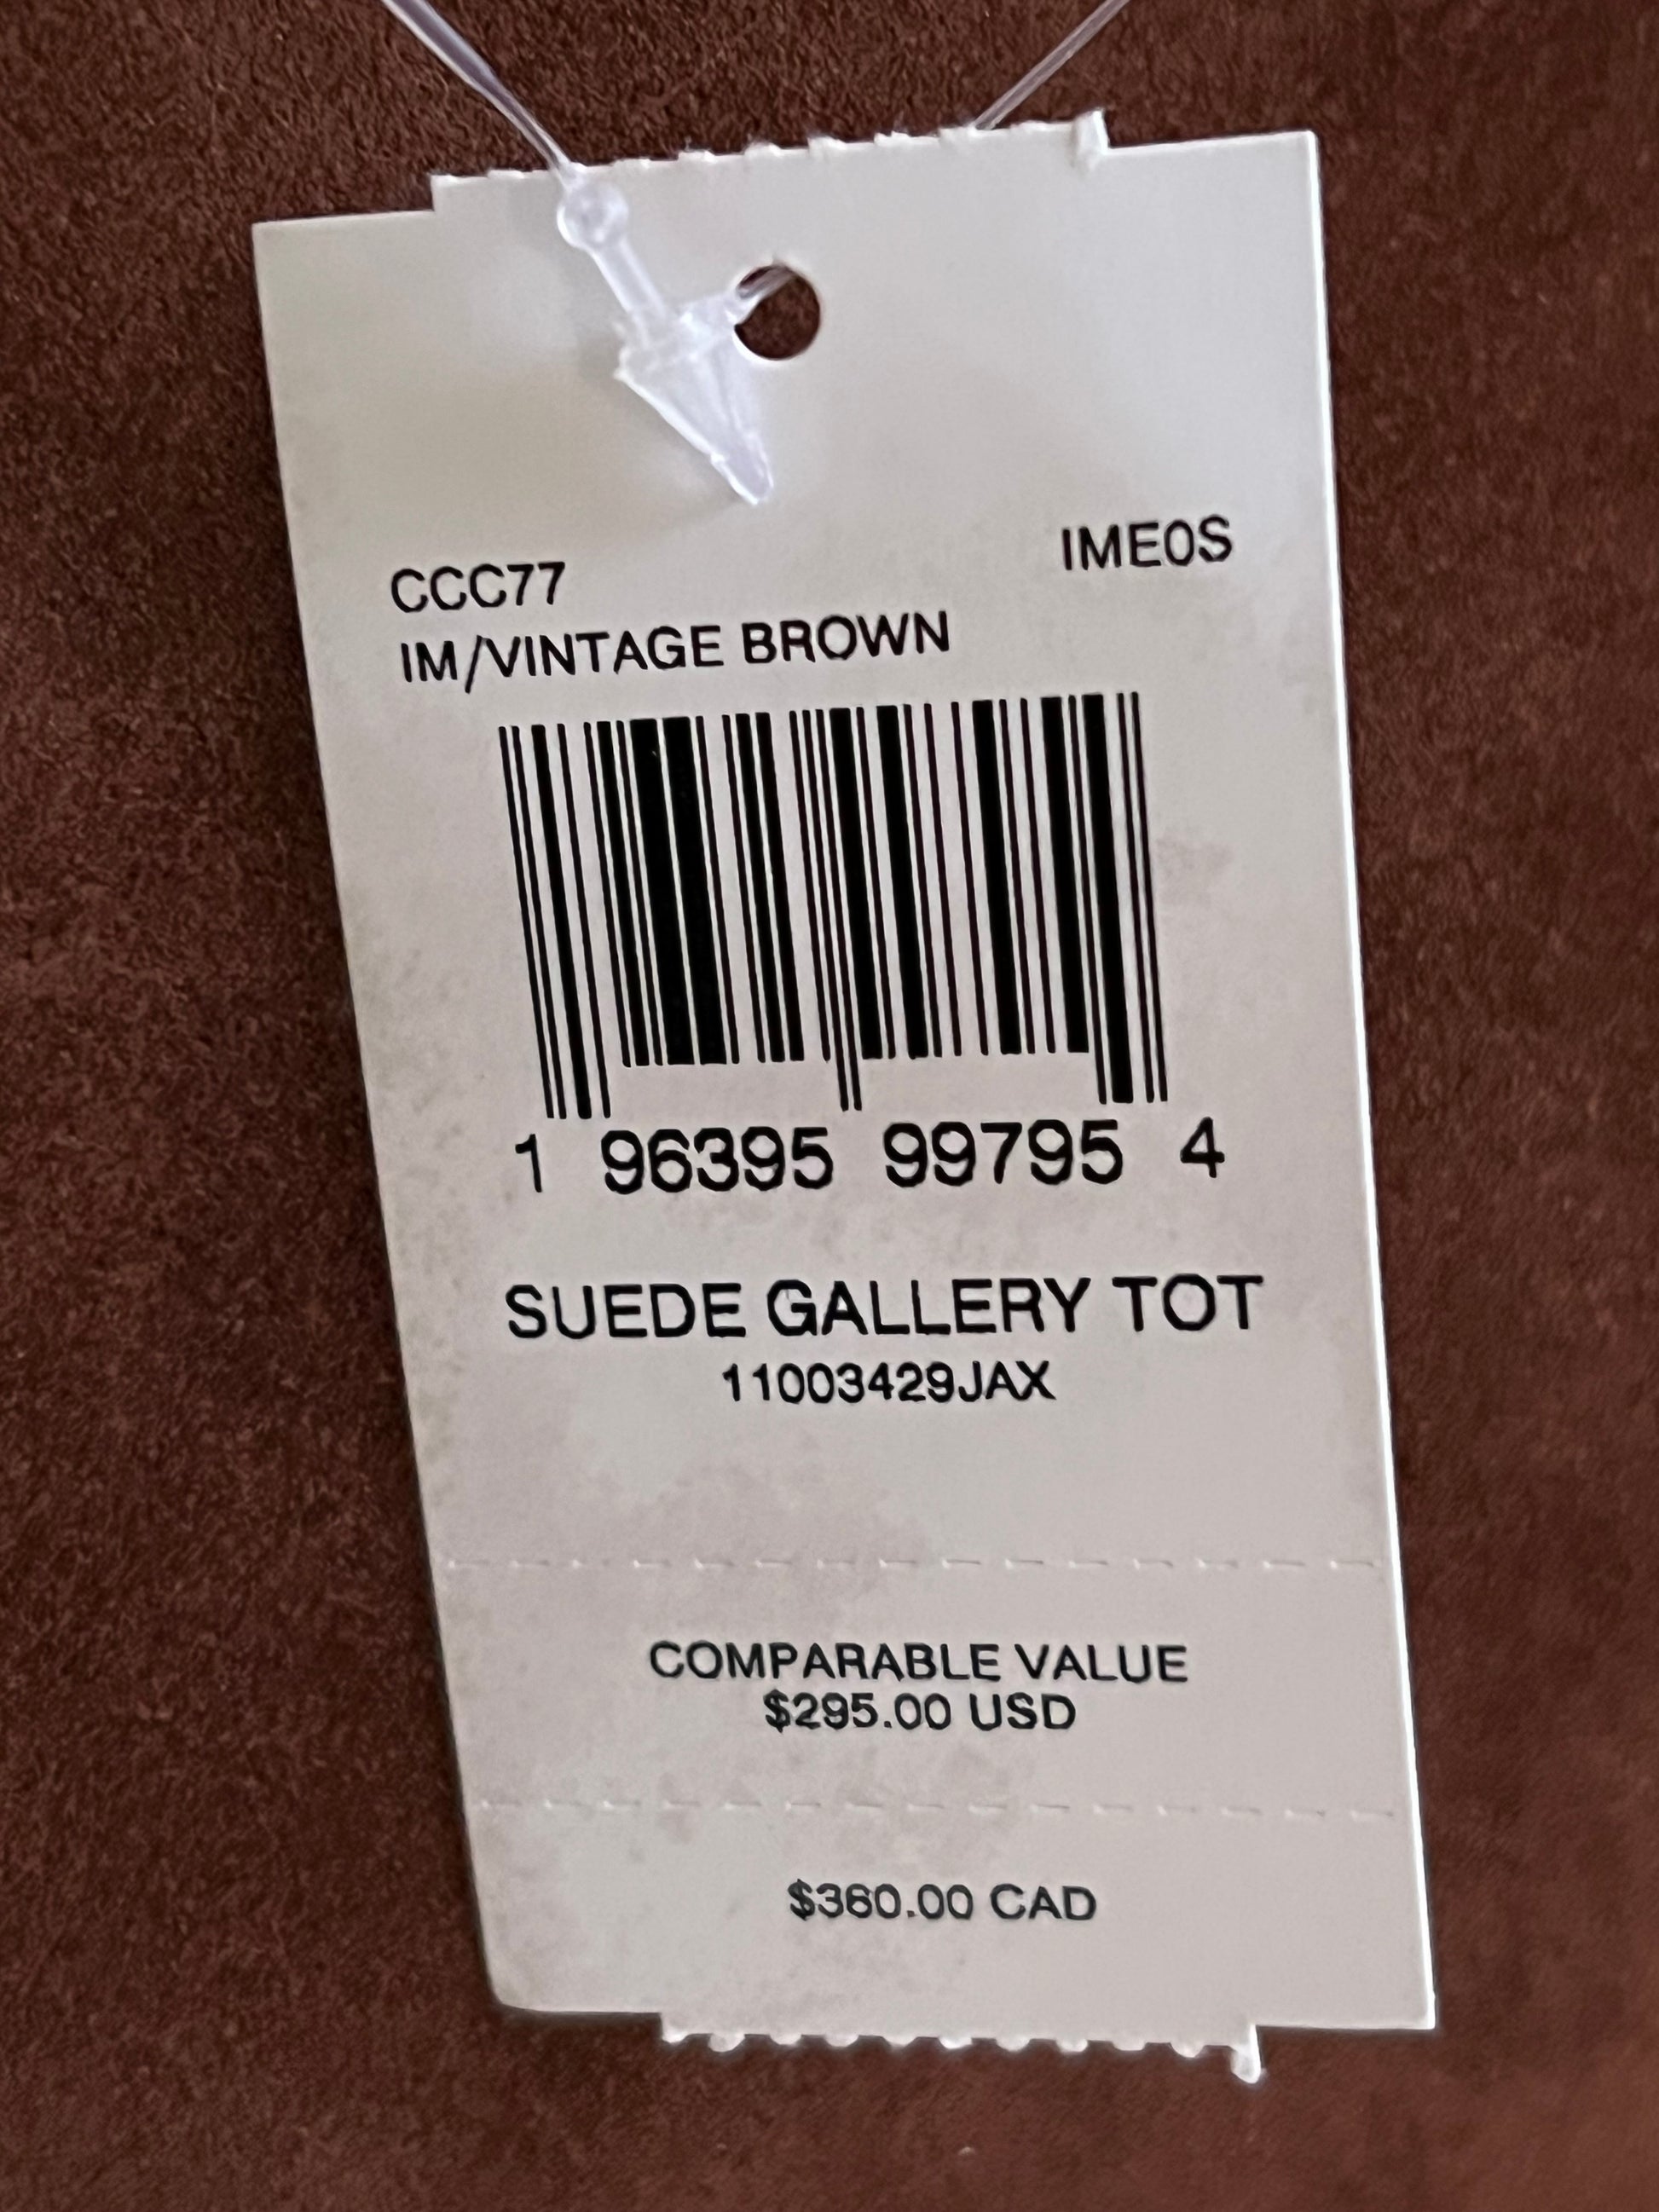 CCC77 IME0S
IM/VINTAGE BROWN
1 96395 99795 4
SUEDE GALLERY TOT
11003429JAX
COMPARABLE VALUE
$295.00 USD
$360.00 CAD